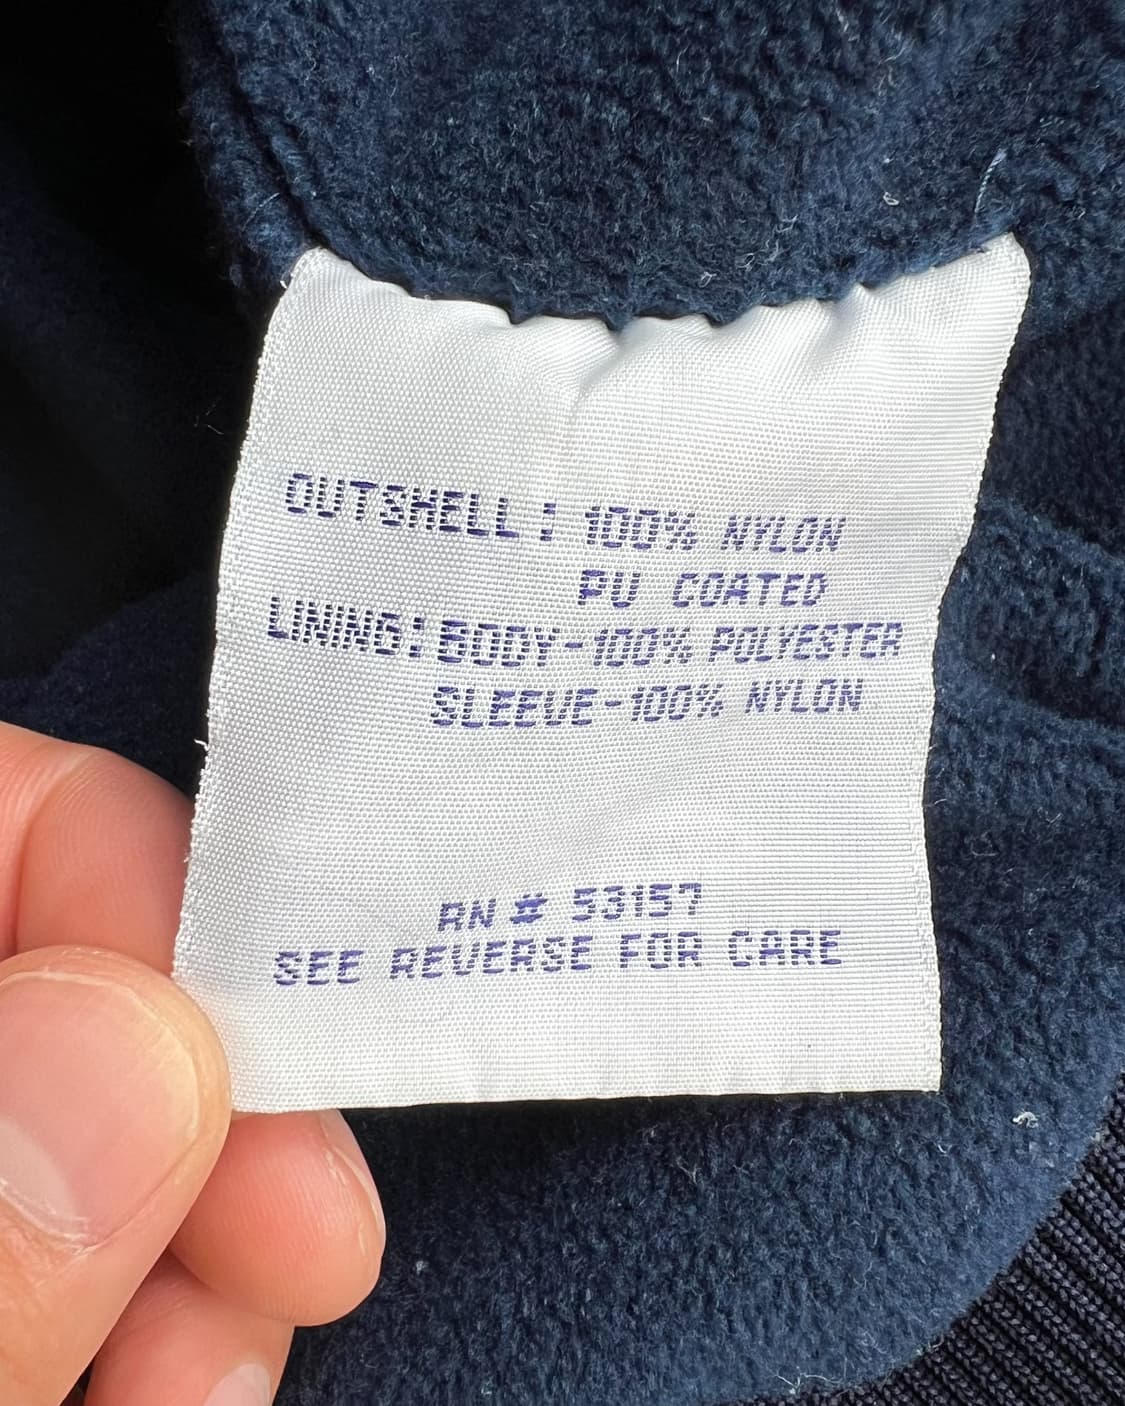 OUTSHELL: 100% NYLON
PU COATED
LINING: BODY-100% POLYESTER
SLEEVE-100% NYLON
RN # 53157
SEE REVERSE FOR CARE